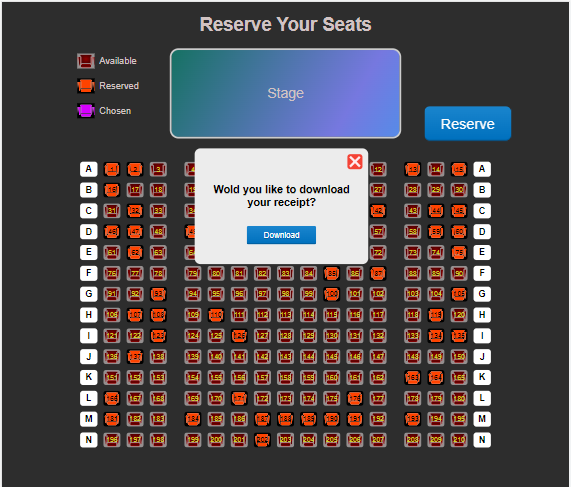 Reserve Your Seats
Available
Reserved
Chosen
Stage
Reserve
A 1 2 3 12 13 14 15 A
B 16 17 18 27 28 29 30 B
C 31 32 33 42 43 44 45 C
D 46 47 48 57 58 59 60 D
E 61 62 63 72 73 74 75 E
Wold you like to download
your receipt?
Download
F 76 77 78 79 80 81 82 83 84 85 86 87 88 89 90 F
G 91 92 93 94 95 96 97 98 99 100 101 102 103 104 105 G
H 106 107 108 109 110 111 112 113 114 115 116 117 118 119 120 H
I 121 122 123 124 125 126 127 128 129 130 131 132 133 134 135 I
J 136 137 138 139 140 141 142 143 144 145 146 147 148 149 150 J
K 151 152 153 154 155 156 157 158 159 160 161 162 163 164 165 K
L 166 167 168 169 170 171 172 173 174 175 176 177 178 179 180 L
M 181 182 183 184 185 186 187 188 189 190 191 192 193 194 195 M
N 196 197 198 199 200 201 202 203 204 205 206 207 208 209 210 N